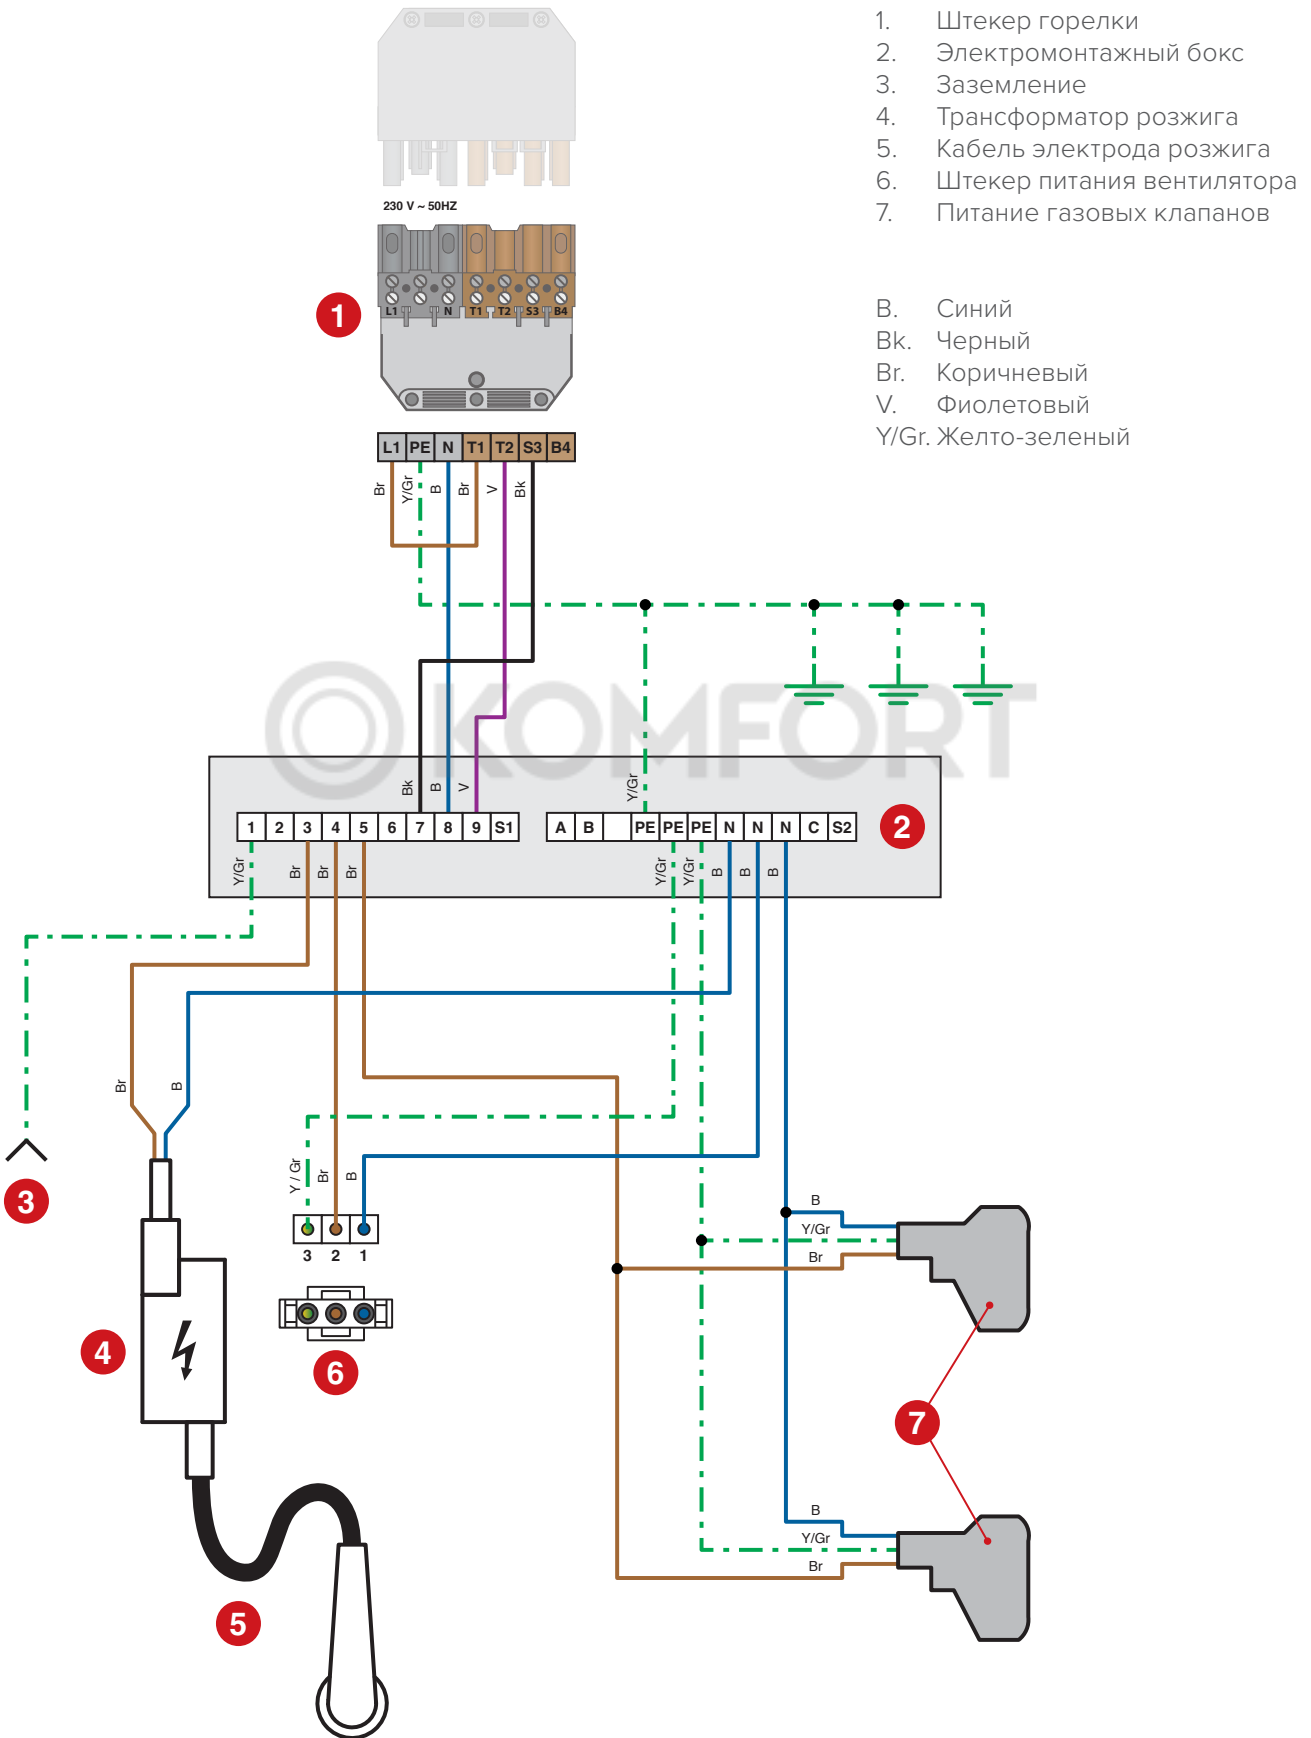 1. Штекер горелки
2. Электромонтажный бокс
3. Заземление
4. Трансформатор розжига
5. Кабель электрода розжига
6. Штекер питания вентилятора
7. Питание газовых клапанов
B. Синий
Bk. Черный
Br. Коричневый
V. Фиолетовый
Y/Gr. Желто-зеленый
230 V ~ 50HZ
L1 N T1 T2 S3 B4
1
L1 PE N T1 T2 S3 B4
Br Y/Gr B Br V Bk
KOMFORT
Bk B V Y/Gr
1 2 3 4 5 6 7 8 9 S1 A B PE PE PE N N N C S2
2
Y/Gr Br Br Br Y/Gr Y/Gr B B B
Br B
3
Y / Gr Br B
3 2 1
B
Y/Gr
Br
4
6
7
B
Y/Gr
Br
5